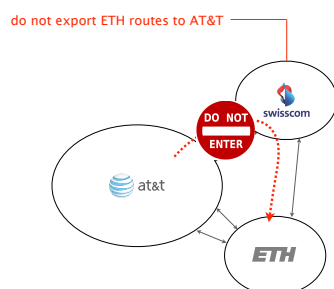 do not export ETH routes to AT&T
swisscom
DO NOT
ENTER
at&t
ETH